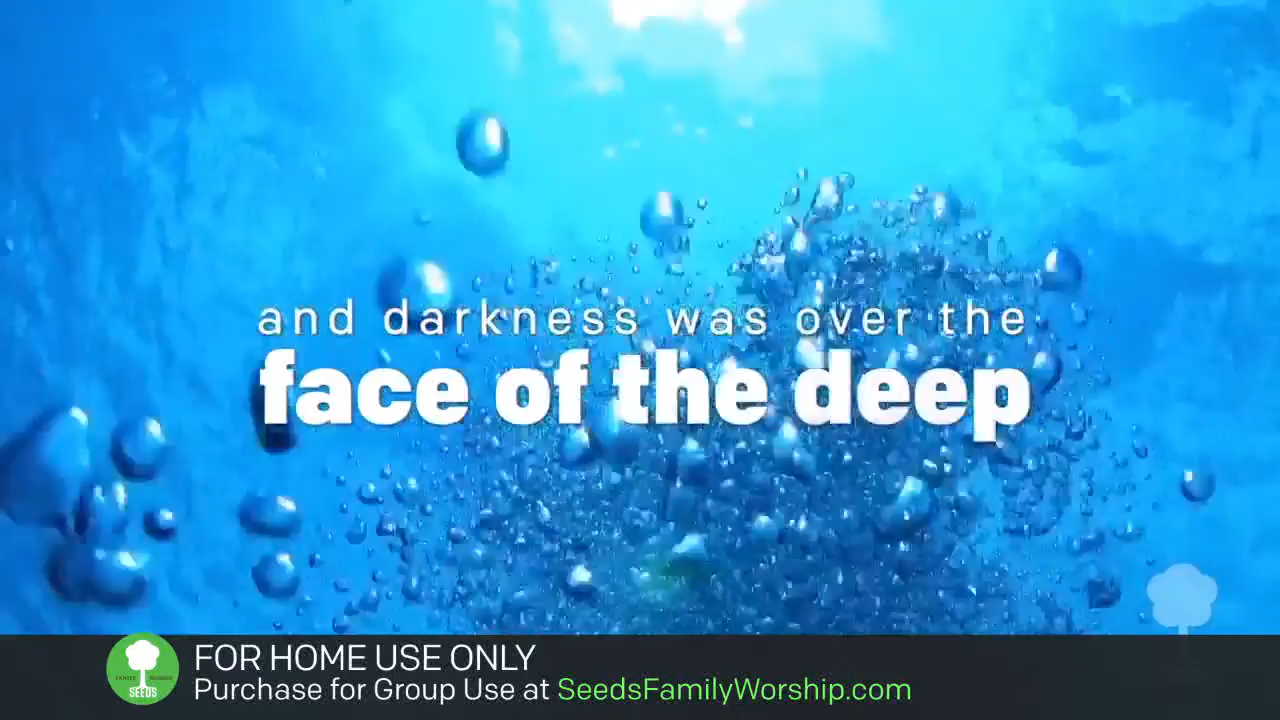 and darkness was over the
face of the deep
FOR HOME USE ONLY
Purchase for Group Use at SeedsFamilyWorship.com
SEEDS